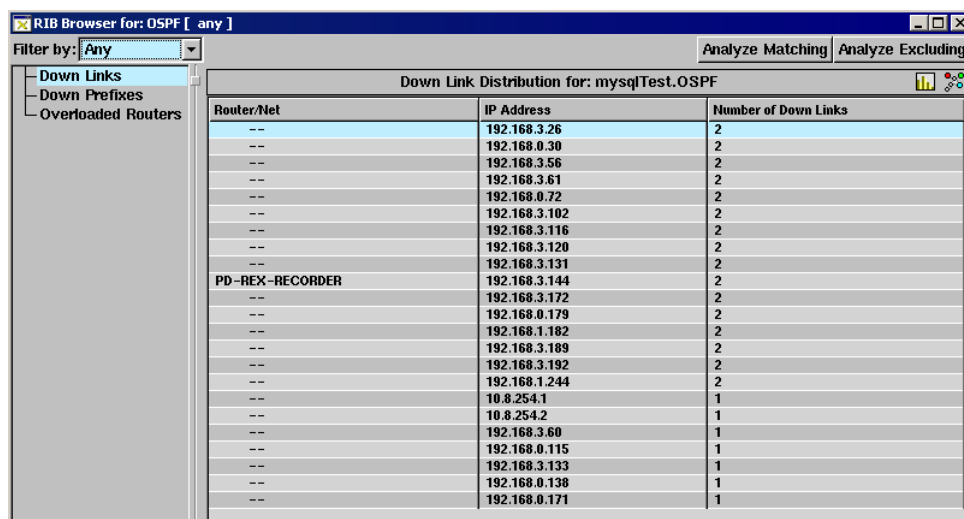 RIB Browser for: OSPF [ any ]
Filter by: Any
Analyze Matching Analyze Excluding
Down Links
Down Prefixes
Overloaded Routers
Down Link Distribution for: mysqlTest.OSPF
Router/Net IP Address Number of Down Links
-- 192.168.3.26 2
-- 192.168.0.30 2
-- 192.168.3.56 2
-- 192.168.3.61 2
-- 192.168.0.72 2
-- 192.168.3.102 2
-- 192.168.3.116 2
-- 192.168.3.120 2
-- 192.168.3.131 2
PD-REX-RECORDER 192.168.3.144 2
-- 192.168.3.172 2
-- 192.168.0.179 2
-- 192.168.1.182 2
-- 192.168.3.189 2
-- 192.168.3.192 2
-- 192.168.1.244 2
-- 10.8.254.1 1
-- 10.8.254.2 1
-- 192.168.3.60 1
-- 192.168.0.115 1
-- 192.168.3.133 1
-- 192.168.0.138 1
-- 192.168.0.171 1